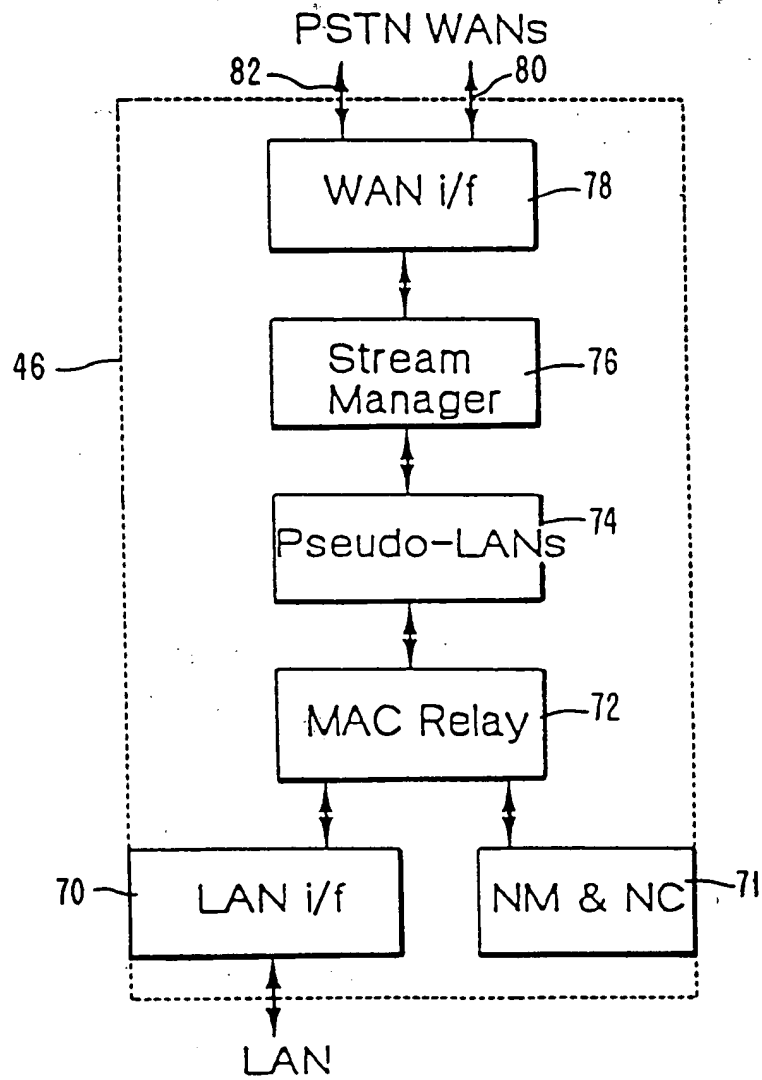 PSTN WANs
82
80
WAN i/f
78
46
Stream
Manager
76
Pseudo-LANs
74
MAC Relay
72
70
LAN i/f
NM & NC
71
LAN